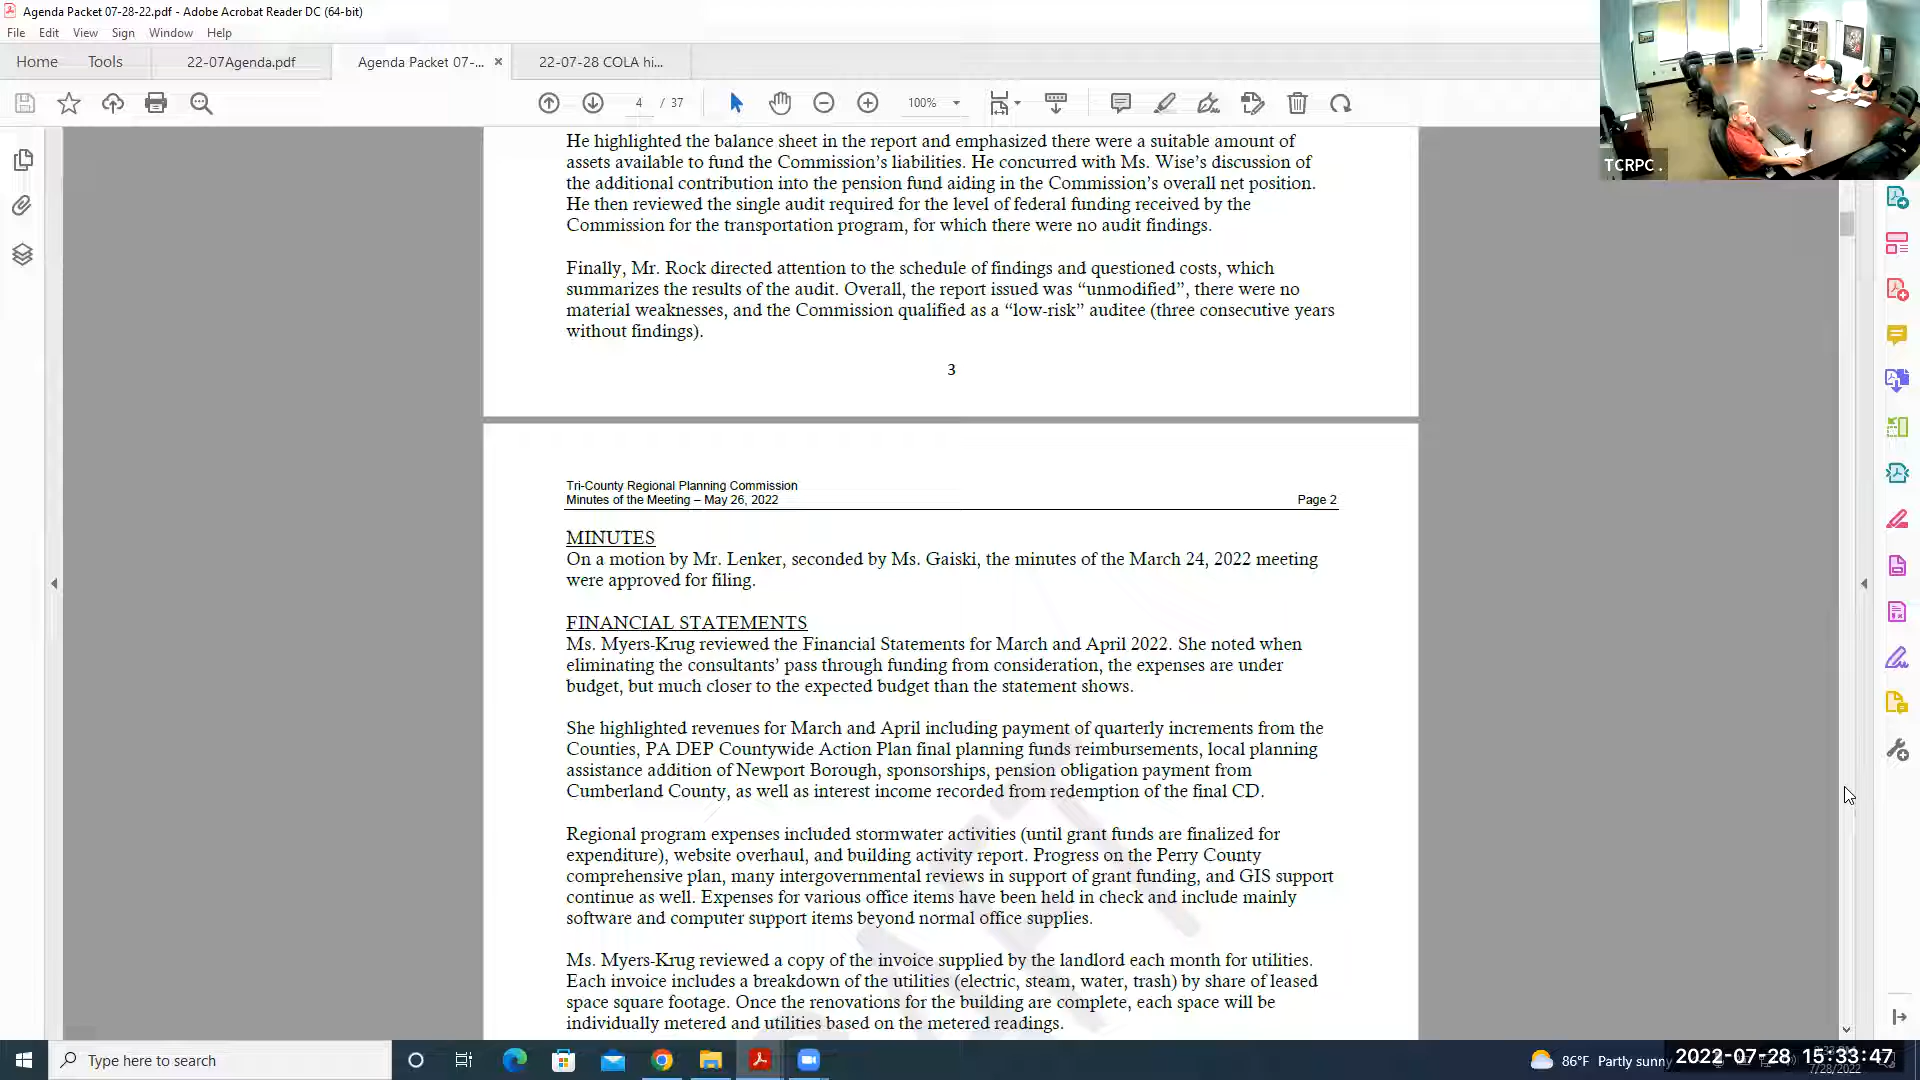 Agenda Packet 07-28-22.pdf - Adobe Acrobat Reader DC (64-bit)
File Edit View Sign Window Help
Home Tools 22-07Agenda.pdf Agenda Packet 07-... × 22-07-28 COLA hi...
4 / 37 100%
TCRPC .
He highlighted the balance sheet in the report and emphasized there were a suitable amount of
assets available to fund the Commission's liabilities. He concurred with Ms. Wise's discussion of
the additional contribution into the pension fund aiding in the Commission's overall net position.
He then reviewed the single audit required for the level of federal funding received by the
Commission for the transportation program, for which there were no audit findings.
Finally, Mr. Rock directed attention to the schedule of findings and questioned costs, which
summarizes the results of the audit. Overall, the report issued was “unmodified”, there were no
material weaknesses, and the Commission qualified as a “low-risk” auditee (three consecutive years
without findings).
3
Tri-County Regional Planning Commission
Minutes of the Meeting – May 26, 2022 Page 2
MINUTES
On a motion by Mr. Lenker, seconded by Ms. Gaiski, the minutes of the March 24, 2022 meeting
were approved for filing.
FINANCIAL STATEMENTS
Ms. Myers-Krug reviewed the Financial Statements for March and April 2022. She noted when
eliminating the consultants' pass through funding from consideration, the expenses are under
budget, but much closer to the expected budget than the statement shows.
She highlighted revenues for March and April including payment of quarterly increments from the
Counties, PA DEP Countywide Action Plan final planning funds reimbursements, local planning
assistance addition of Newport Borough, sponsorships, pension obligation payment from
Cumberland County, as well as interest income recorded from redemption of the final CD.
Regional program expenses included stormwater activities (until grant funds are finalized for
expenditure), website overhaul, and building activity report. Progress on the Perry County
comprehensive plan, many intergovernmental reviews in support of grant funding, and GIS support
continue as well. Expenses for various office items have been held in check and include mainly
software and computer support items beyond normal office supplies.
Ms. Myers-Krug reviewed a copy of the invoice supplied by the landlord each month for utilities.
Each invoice includes a breakdown of the utilities (electric, steam, water, trash) by share of leased
space square footage. Once the renovations for the building are complete, each space will be
individually metered and utilities based on the metered readings.
Type here to search
86°F Partly sunny
2022-07-28 15:33:47
7/28/2022